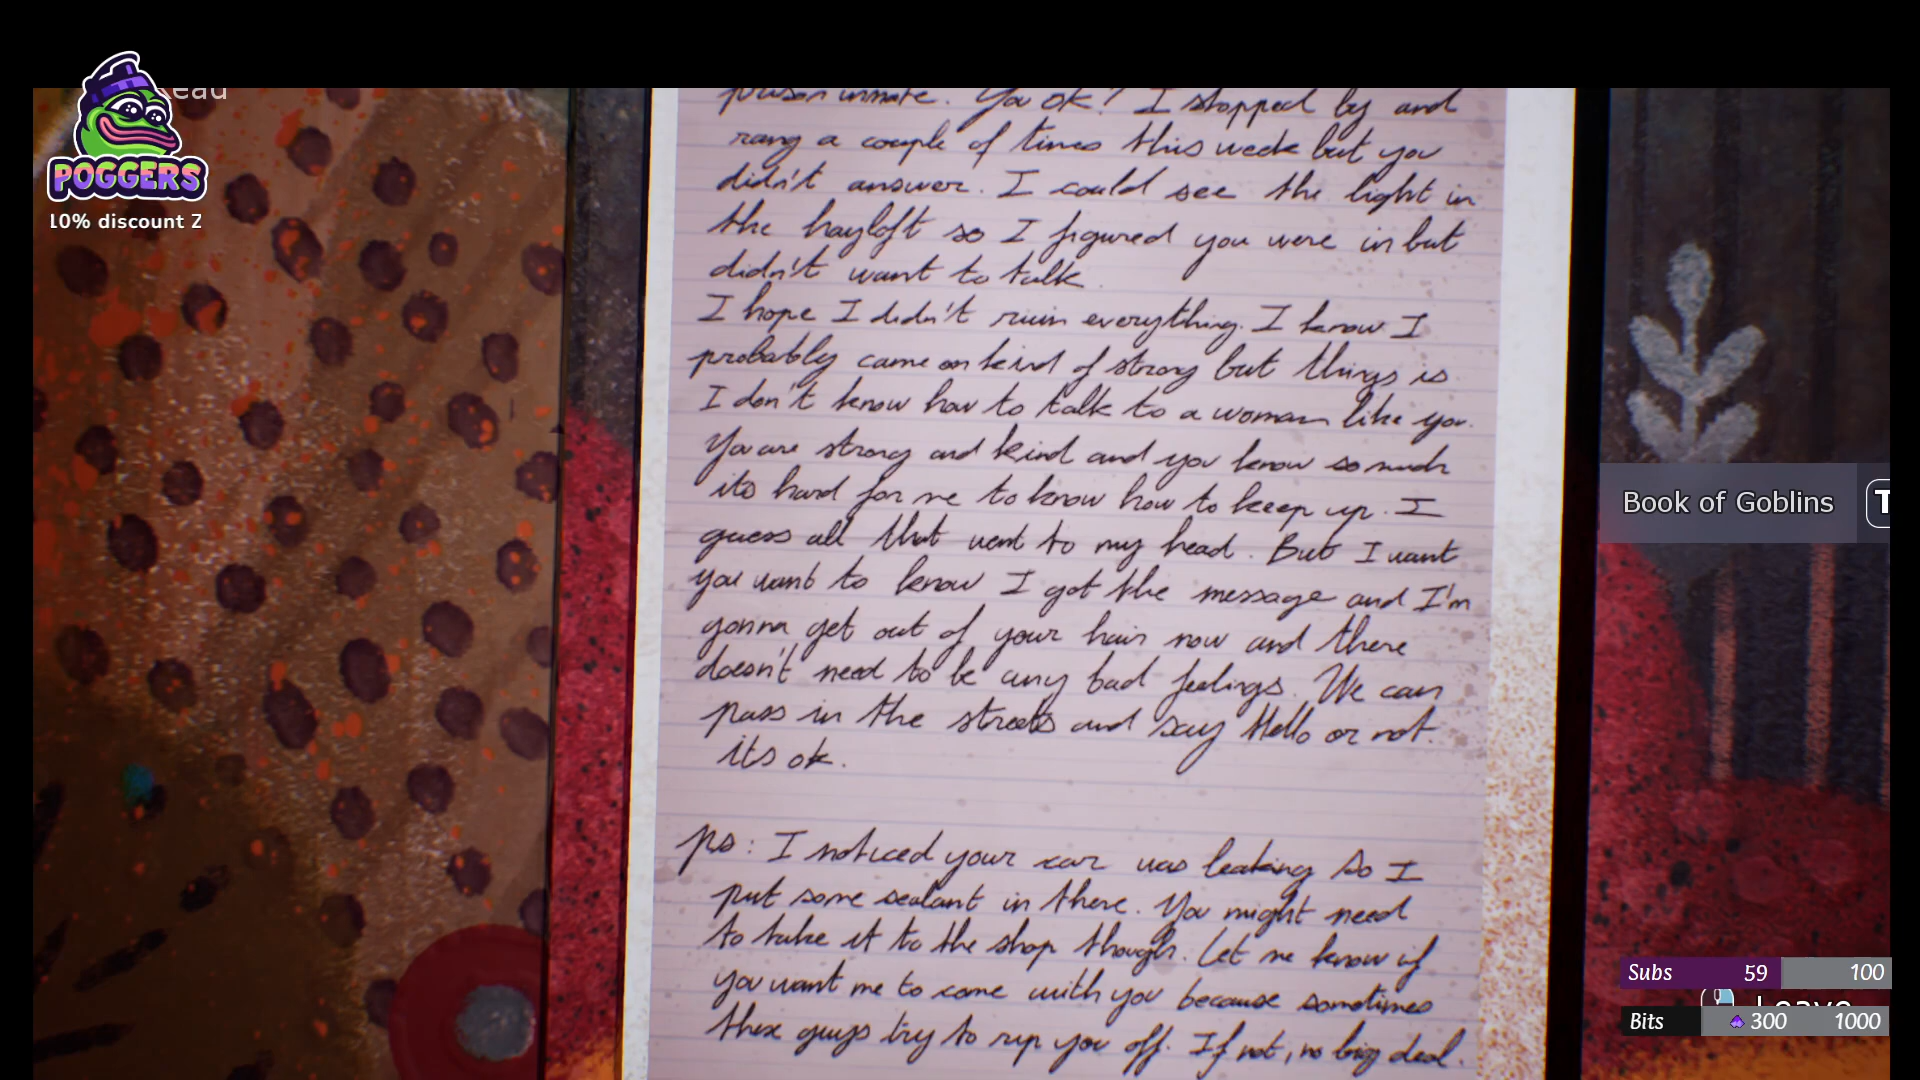 Read
POGGERS
10% discount Z
prison inmate. You ok? I stopped by and
rang a couple of times this week but you
didn't answer. I could see the light in
the hayloft so I figured you were in but
didn't want to talk.
I hope I didn't ruin everything. I know I
probably came on kind of strong but things is
I don't know how to talk to a woman like you.
You are strong and kind and you know so much
its hard for me to know how to keep up. I
guess all that went to my head. But I want
you want to know I got the message and I'm
gonna get out of your hair now and there
doesn't need to be any bad feelings. We can
pass in the streets and say Hello or not.
its ok.
ps: I noticed your car was leaking so I
put some sealant in there. You might need
to take it to the shop though. Let me know if
you want me to come with you because sometimes
these guys try to rip you off. If not, no big deal.
Book of Goblins T
Subs 59 100
Leave
Bits 300 1000